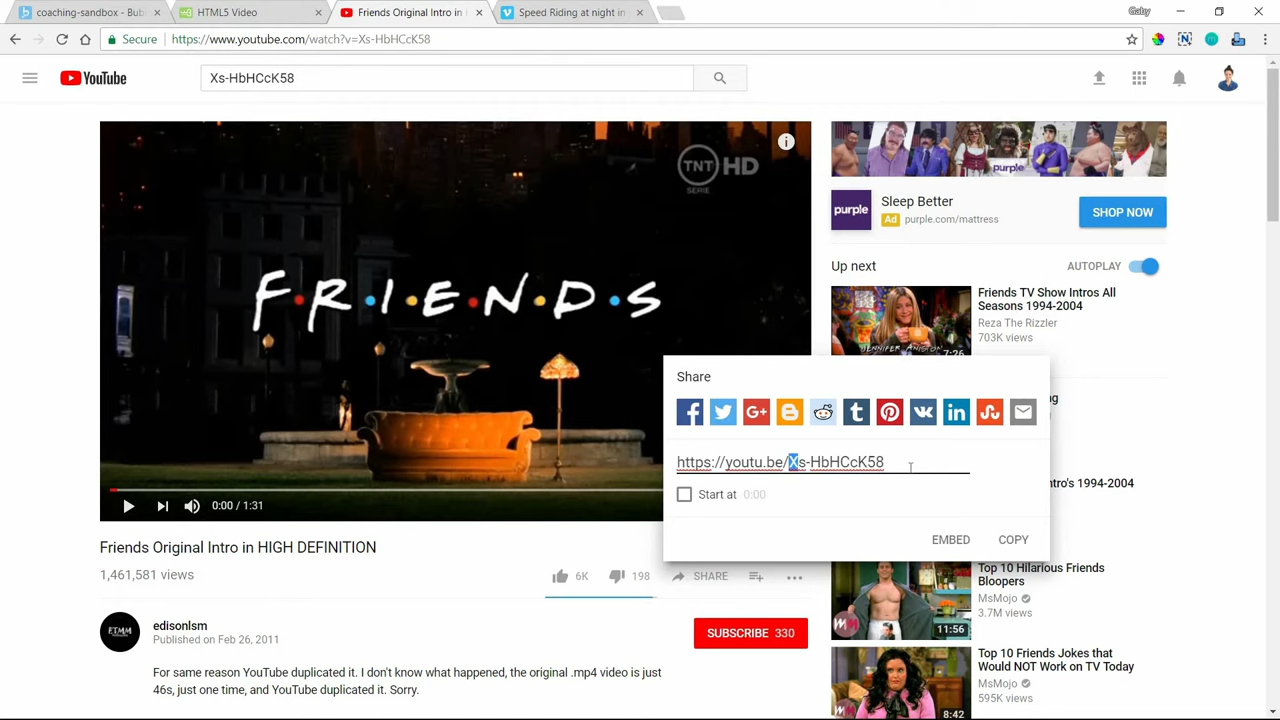 coaching-sandbox - Bub
HTML5 Video
Friends Original Intro in
Speed Riding at night in
Gaby
Secure
https://www.youtube.com/watch?v=Xs-HbHCcK58
YouTube
Xs-HbHCcK58
TNT HD
SERIE
F•R•I•E•N•D•S
purple
purple
Sleep Better
Ad purple.com/mattress
SHOP NOW
Up next
AUTOPLAY
Friends TV Show Intros All
Seasons 1994-2004
Reza The Rizzler
703K views
JENNIFER ANISTON
7:26
Share
https://youtu.be/Xs-HbHCcK58
Start at 0:00
EMBED
COPY
ng
ntro's 1994-2004
0:00 / 1:31
Friends Original Intro in HIGH DEFINITION
1,461,581 views
6K
198
SHARE
Top 10 Hilarious Friends
Bloopers
MsMojo
3.7M views
11:56
edisonlsm
Published on Feb 26, 2011
SUBSCRIBE 330
For same reason YouTube duplicated it. I don't know what happened, the original .mp4 video is just
46s, just one time and YouTube duplicated it. Sorry.
Top 10 Friends Jokes that
Would NOT Work on TV Today
MsMojo
595K views
8:42